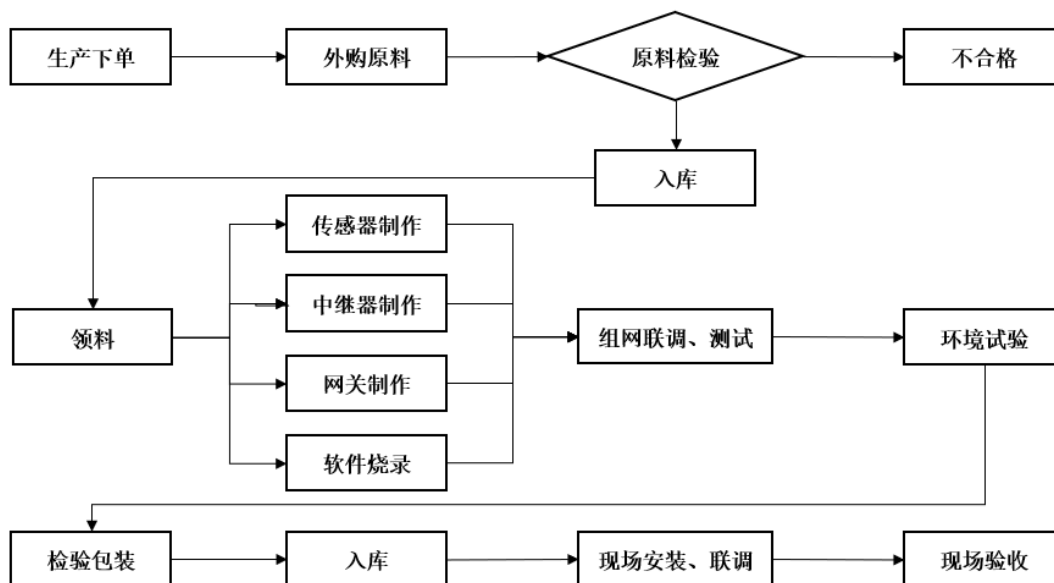 生产下单
外购原料
原料检验
不合格
入库
传感器制作
中继器制作
领料
组网联调、测试
环境试验
网关制作
软件烧录
检验包装
入库
现场安装、联调
现场验收